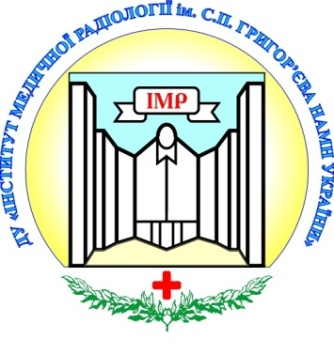 ДУ «ІНСТИТУТ МЕДИЧНОЇ РАДІОЛОГІЇ ім. С.П. ГРИГОР'ЄВА НАМН УКРАЇНИ»
ІМР